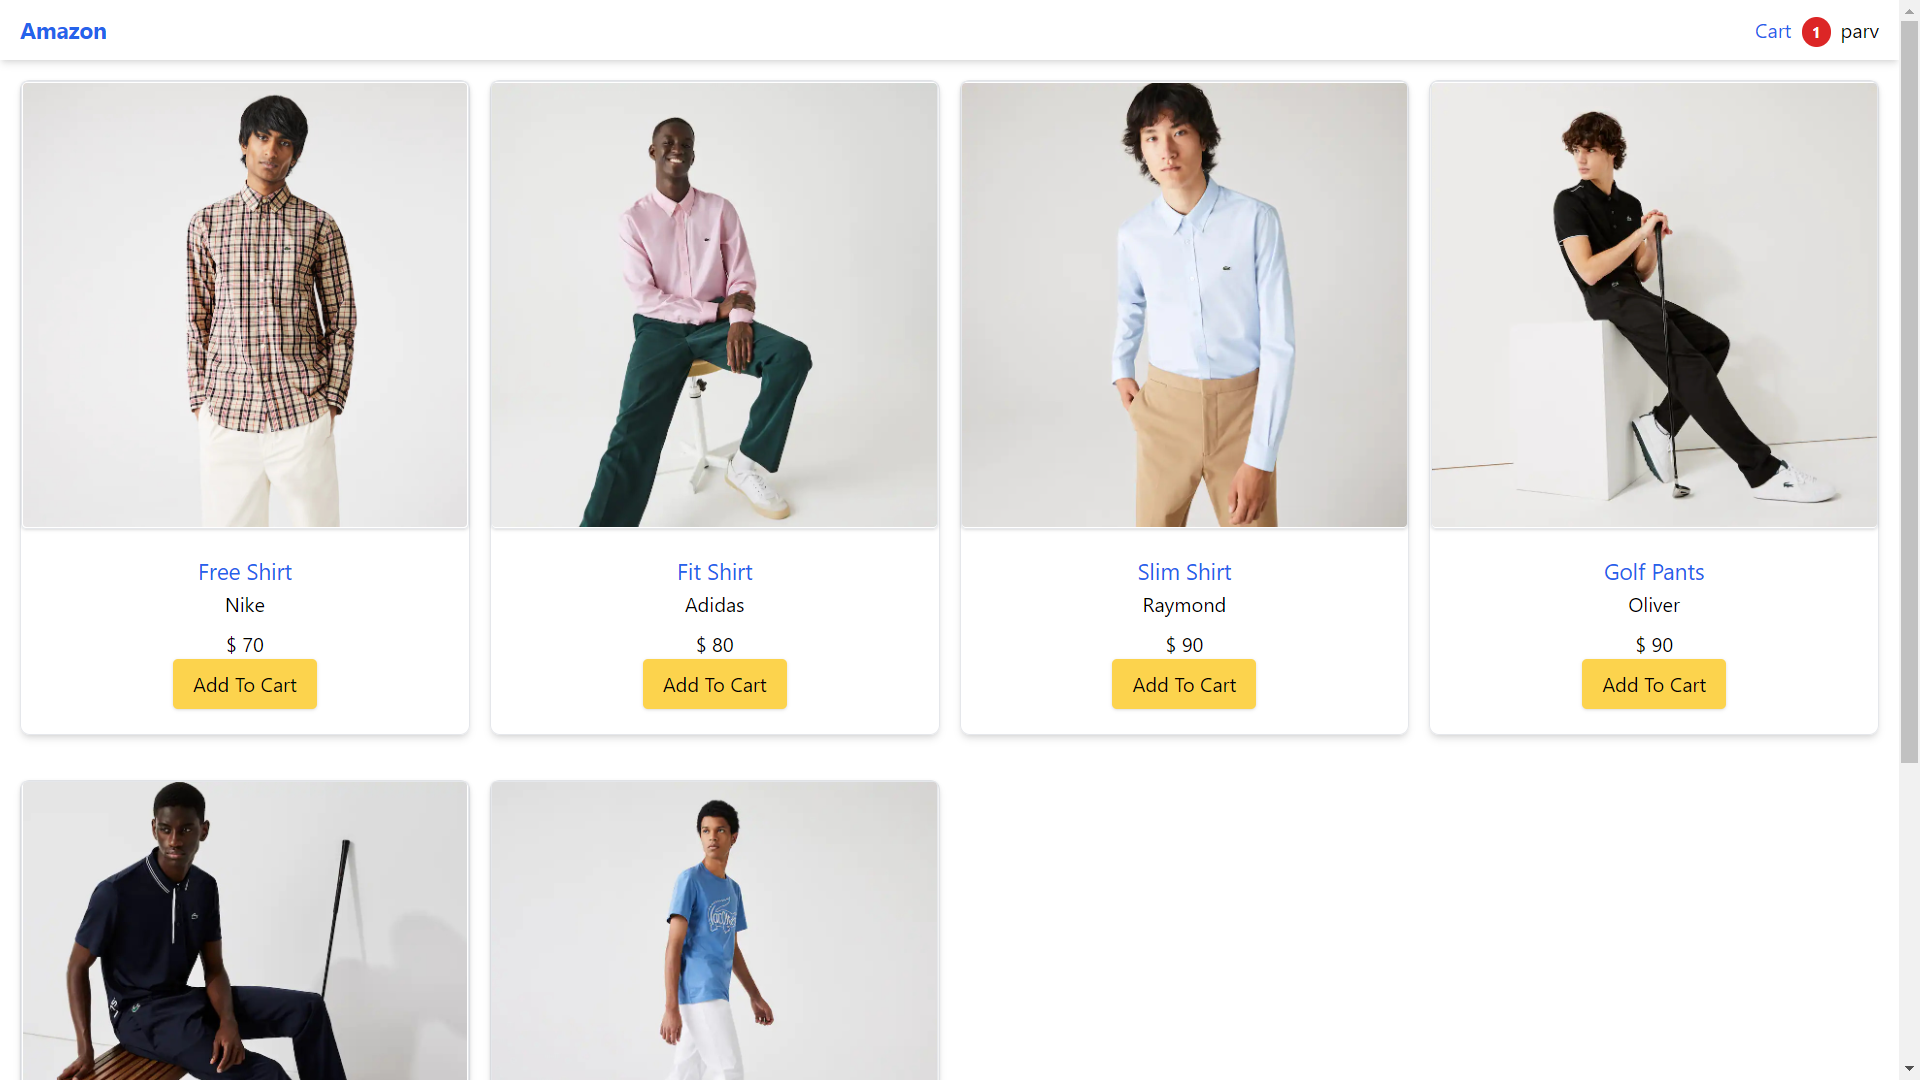 Amazon
Cart 1 parv
Free Shirt
Nike
$ 70
Add To Cart
Fit Shirt
Adidas
$ 80
Add To Cart
Slim Shirt
Raymond
$ 90
Add To Cart
Golf Pants
Oliver
$ 90
Add To Cart